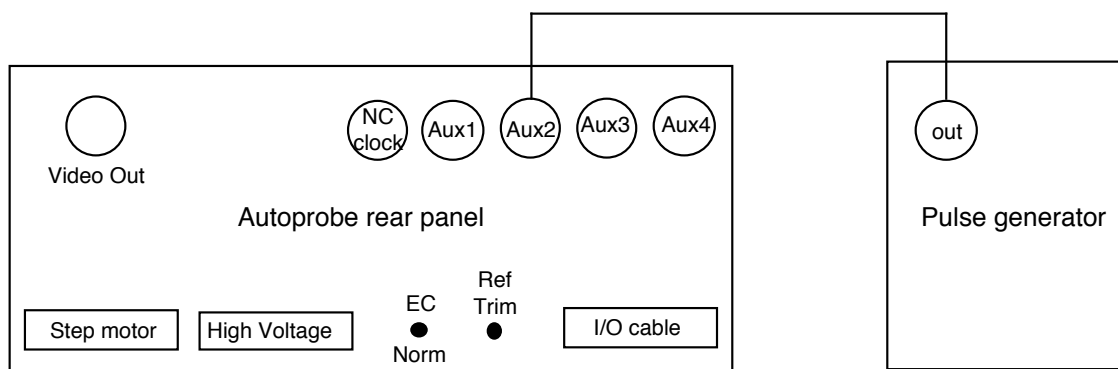 NC
clock
Aux1
Aux2
Aux3
Aux4
out
Video Out
Autoprobe rear panel
Pulse generator
Ref
EC
Trim
Step motor
High Voltage
I/O cable
Norm